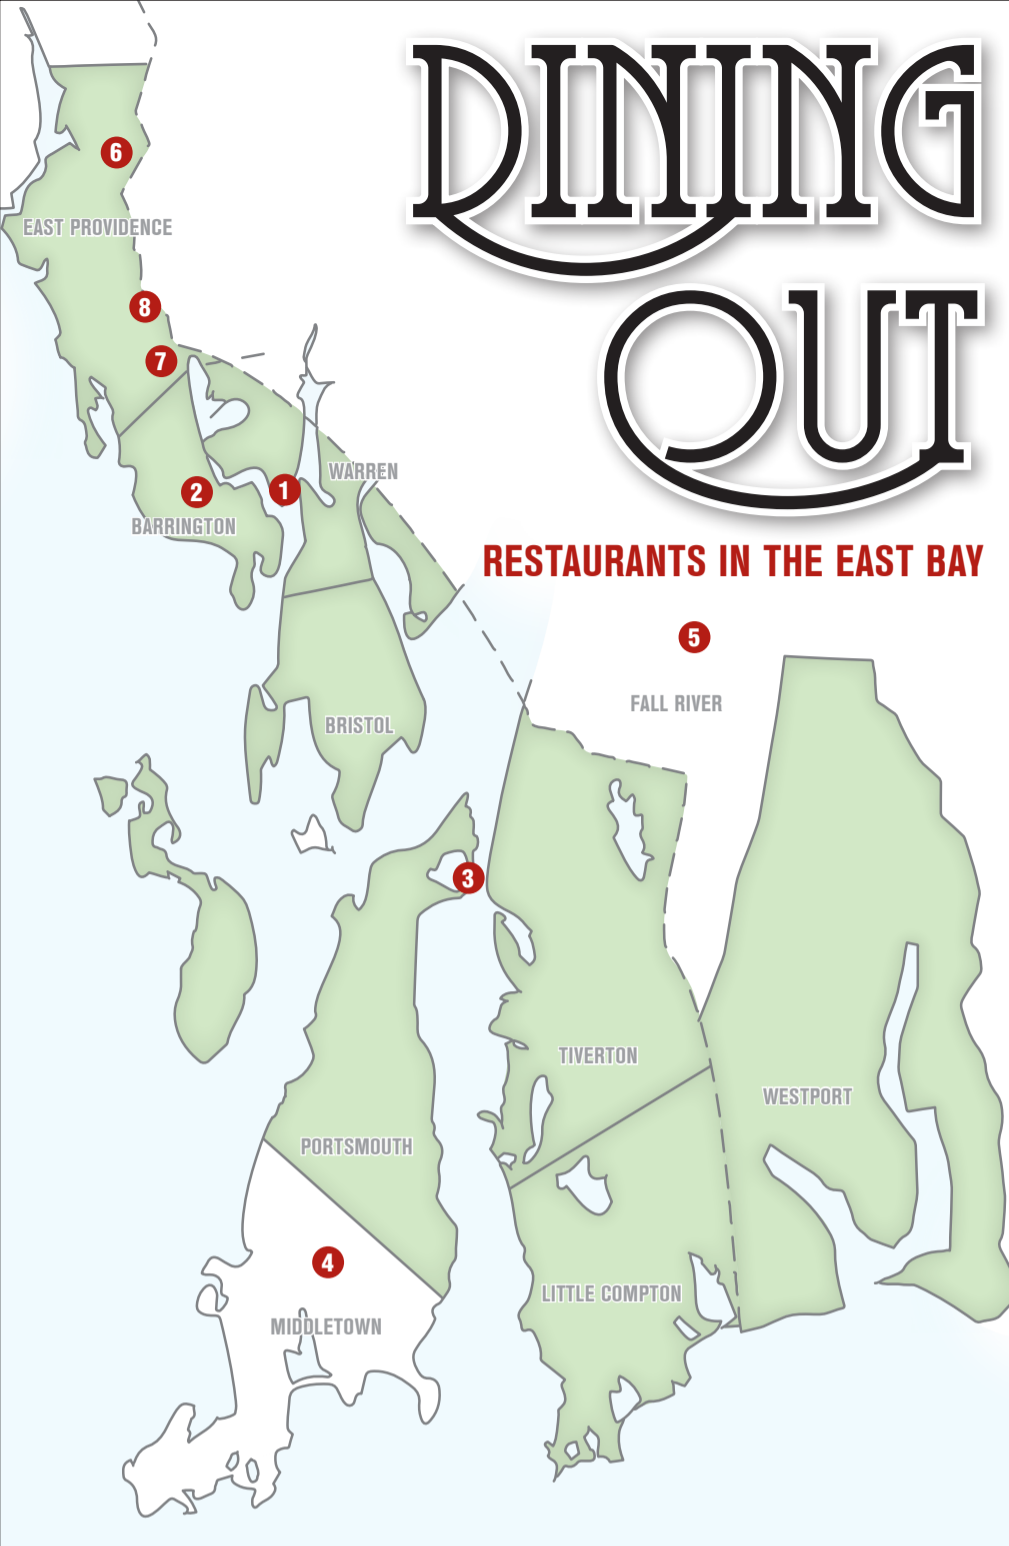 DINING
OUT
RESTAURANTS IN THE EAST BAY
6
EAST PROVIDENCE
8
7
WARREN
2
1
BARRINGTON
5
FALL RIVER
BRISTOL
3
TIVERTON
WESTPORT
PORTSMOUTH
4
LITTLE COMPTON
MIDDLETOWN